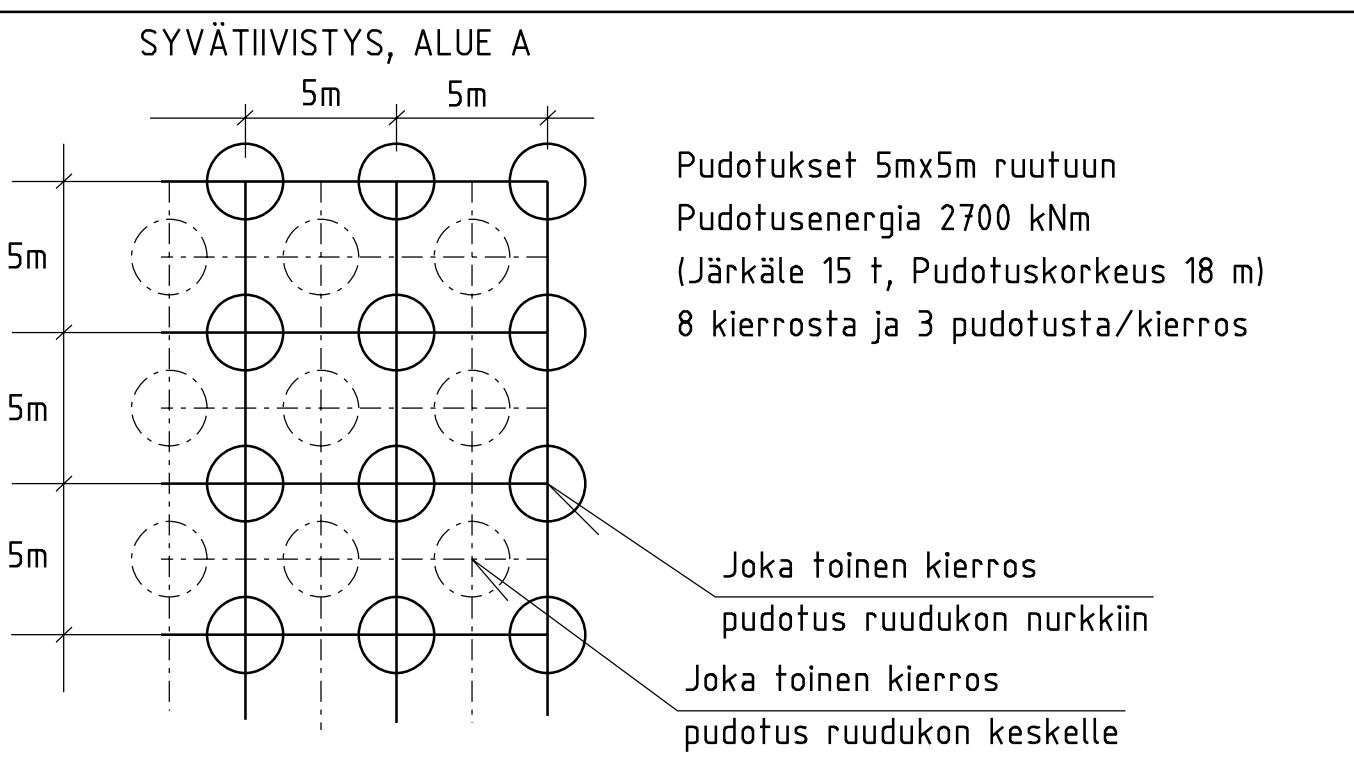 SYVÄTIIVISTYS, ALUE A
5m 5m
Pudotukset 5mx5m ruutuun
Pudotusenergia 2700 kNm
(Järkäle 15 t, Pudotuskorkeus 18 m)
8 kierrosta ja 3 pudotusta/kierros
5m
5m
5m
Joka toinen kierros
pudotus ruudukon nurkkiin
Joka toinen kierros
pudotus ruudukon keskelle